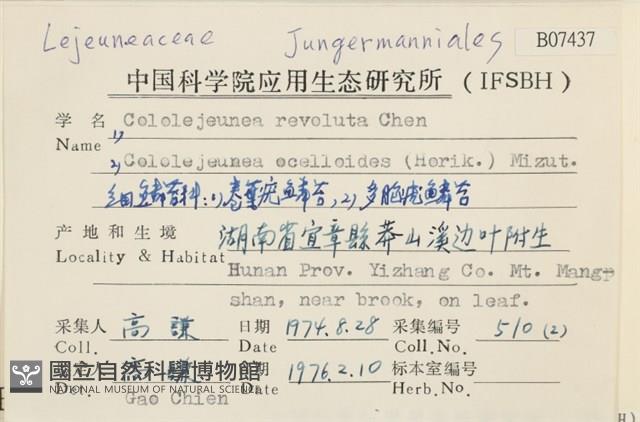 Lejeuneaceae Jungermanniales B07437
中国科学院应用生态研究所 (IFSBH)
学名 1) Cololejeunea revoluta Chen
Name 2) Cololejeunea ocelloides (Horik.) Mizut.
细鳞苔科:1)卷叶疣鳞苔,2)多胞疣鳞苔
产地和生境 湖南省宜章縣莽山溪边叶附生
Locality & Habitat Hunan Prov. Yizhang Co. Mt. Mang-
shan, near brook, on leaf.
采集人 高謙 日期 1974.8.28 采集编号 510 (2)
Coll. Date Coll.No.
國立自然科學博物館
人 期 1976.2.10 标本室编号
NATIONAL MUSEUM OF NATURAL SCIENCE
Date Herb.No.
Gao Chien
H)